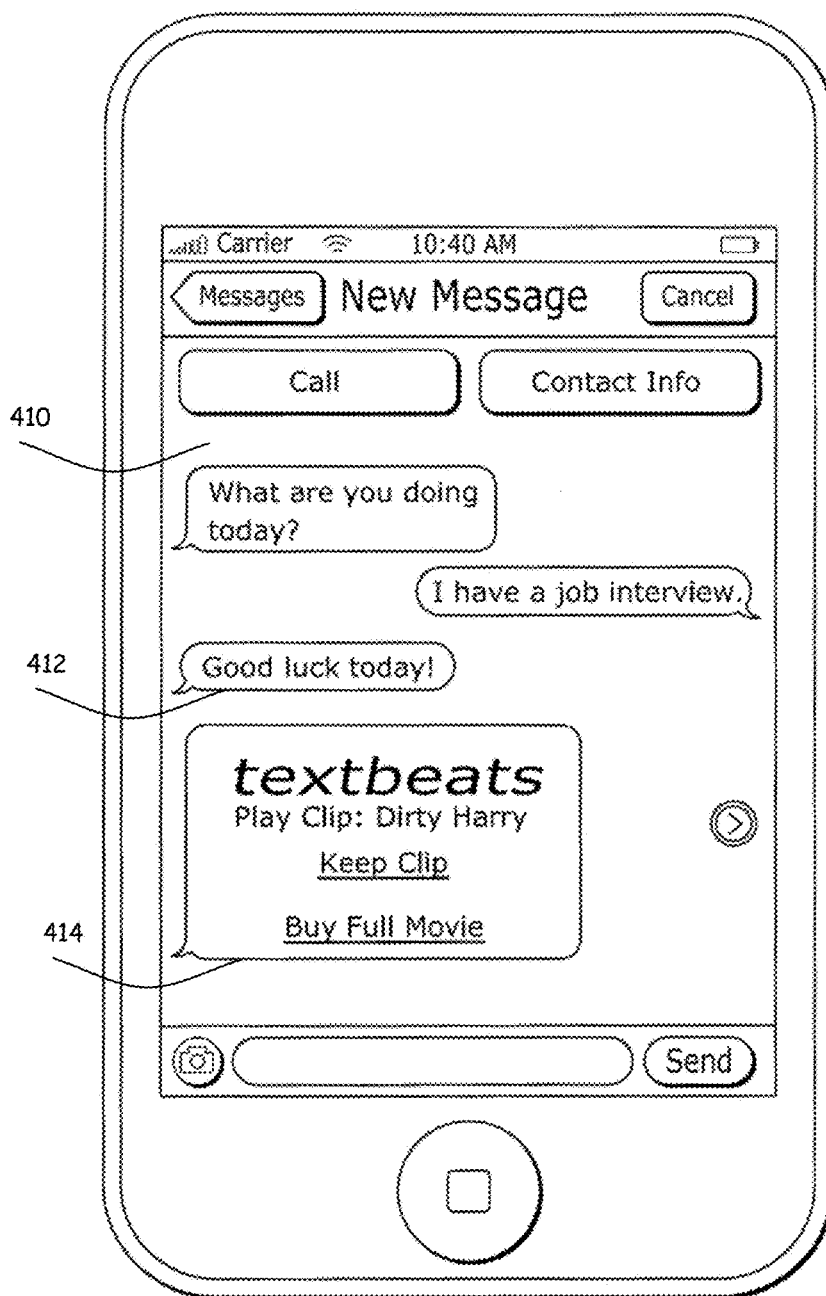 Carrier 10:40 AM
Messages New Message Cancel
Call Contact Info
410
What are you doing
today?
I have a job interview.
412
Good luck today!
textbeats
Play Clip: Dirty Harry
Keep Clip
Buy Full Movie
414
Send